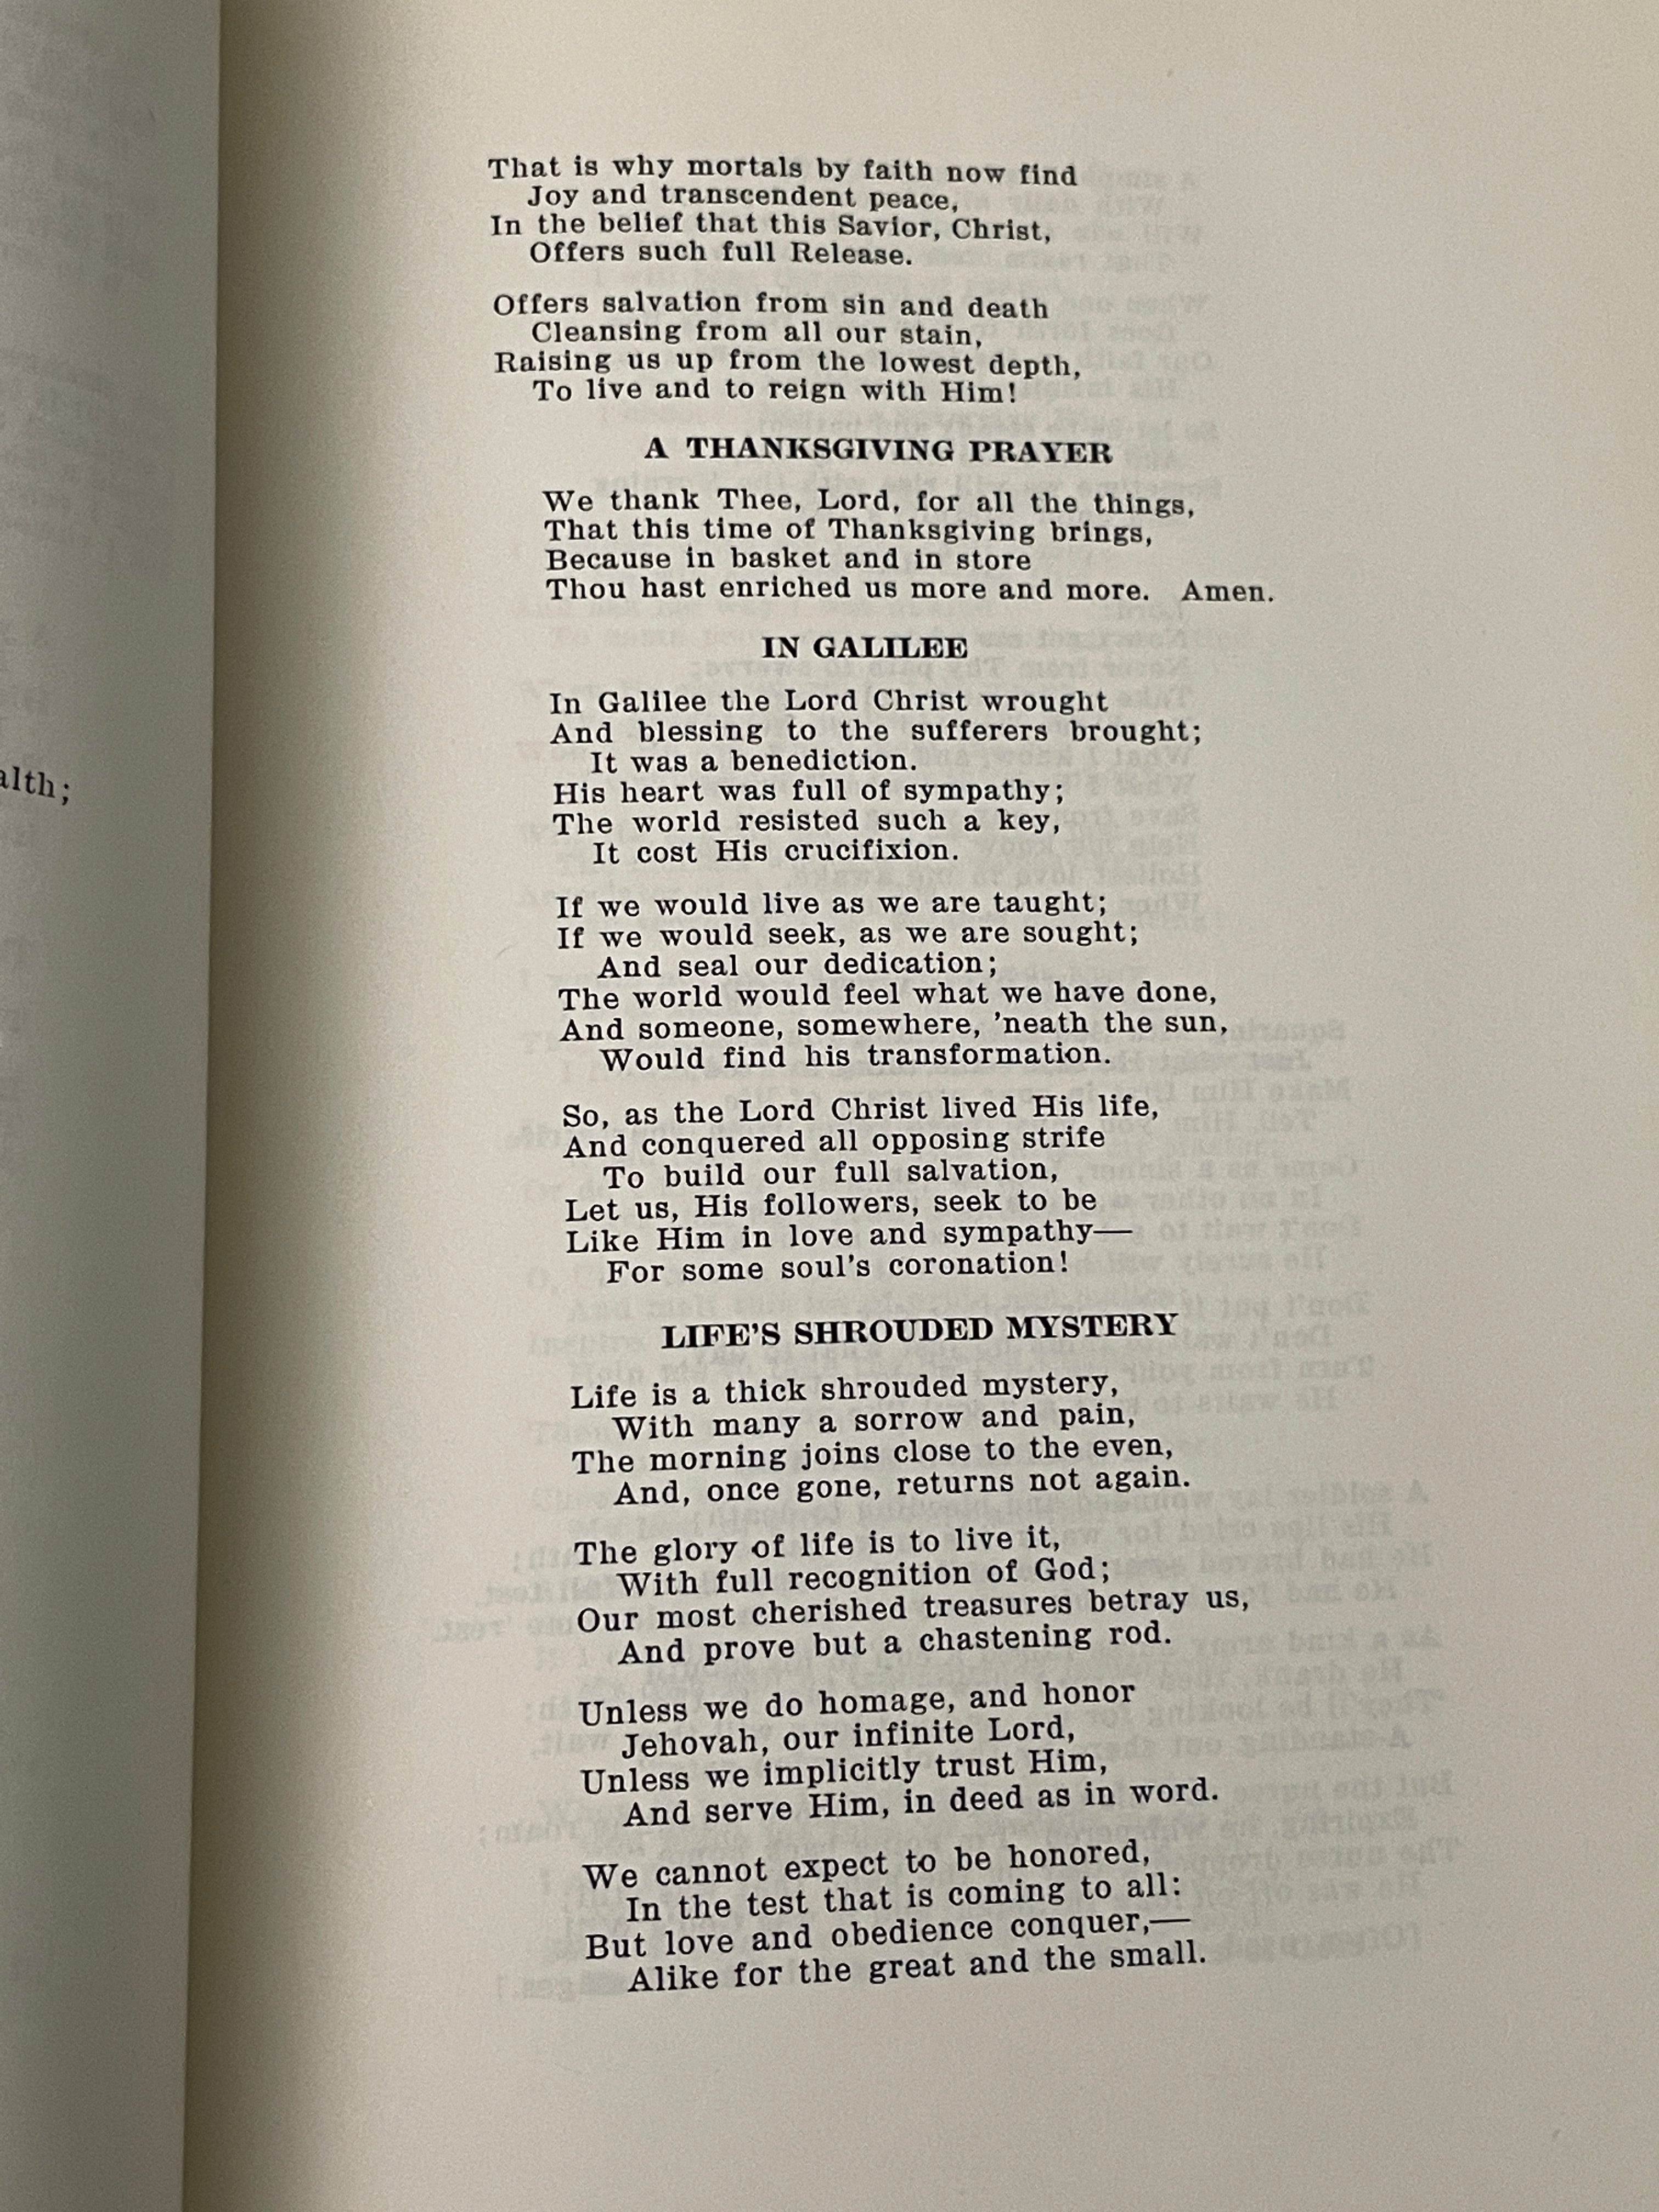 alth;
That is why mortals by faith now find
Joy and transcendent peace,
In the belief that this Savior, Christ,
Offers such full Release.
Offers salvation from sin and death
Cleansing from all our stain,
Raising us up from the lowest depth,
To live and to reign with Him!
A THANKSGIVING PRAYER
We thank Thee, Lord, for all the things,
That this time of Thanksgiving brings,
Because in basket and in store
Thou hast enriched us more and more. Amen.
IN GALILEE
In Galilee the Lord Christ wrought
And blessing to the sufferers brought;
It was a benediction.
His heart was full of sympathy;
The world resisted such a key,
It cost His crucifixion.
If we would live as we are taught;
If we would seek, as we are sought;
And seal our dedication;
The world would feel what we have done,
And someone, somewhere, 'neath the sun,
Would find his transformation.
So, as the Lord Christ lived His life,
And conquered all opposing strife
To build our full salvation,
Let us, His followers, seek to be
Like Him in love and sympathy—
For some soul's coronation!
LIFE'S SHROUDED MYSTERY
Life is a thick shrouded mystery,
With many a sorrow and pain,
The morning joins close to the even,
And, once gone, returns not again.
The glory of life is to live it,
With full recognition of God;
Our most cherished treasures betray us,
And prove but a chastening rod.
Unless we do homage, and honor
Jehovah, our infinite Lord,
Unless we implicitly trust Him,
And serve Him, in deed as in word.
We cannot expect to be honored,
In the test that is coming to all:
But love and obedience conquer,—
Alike for the great and the small.